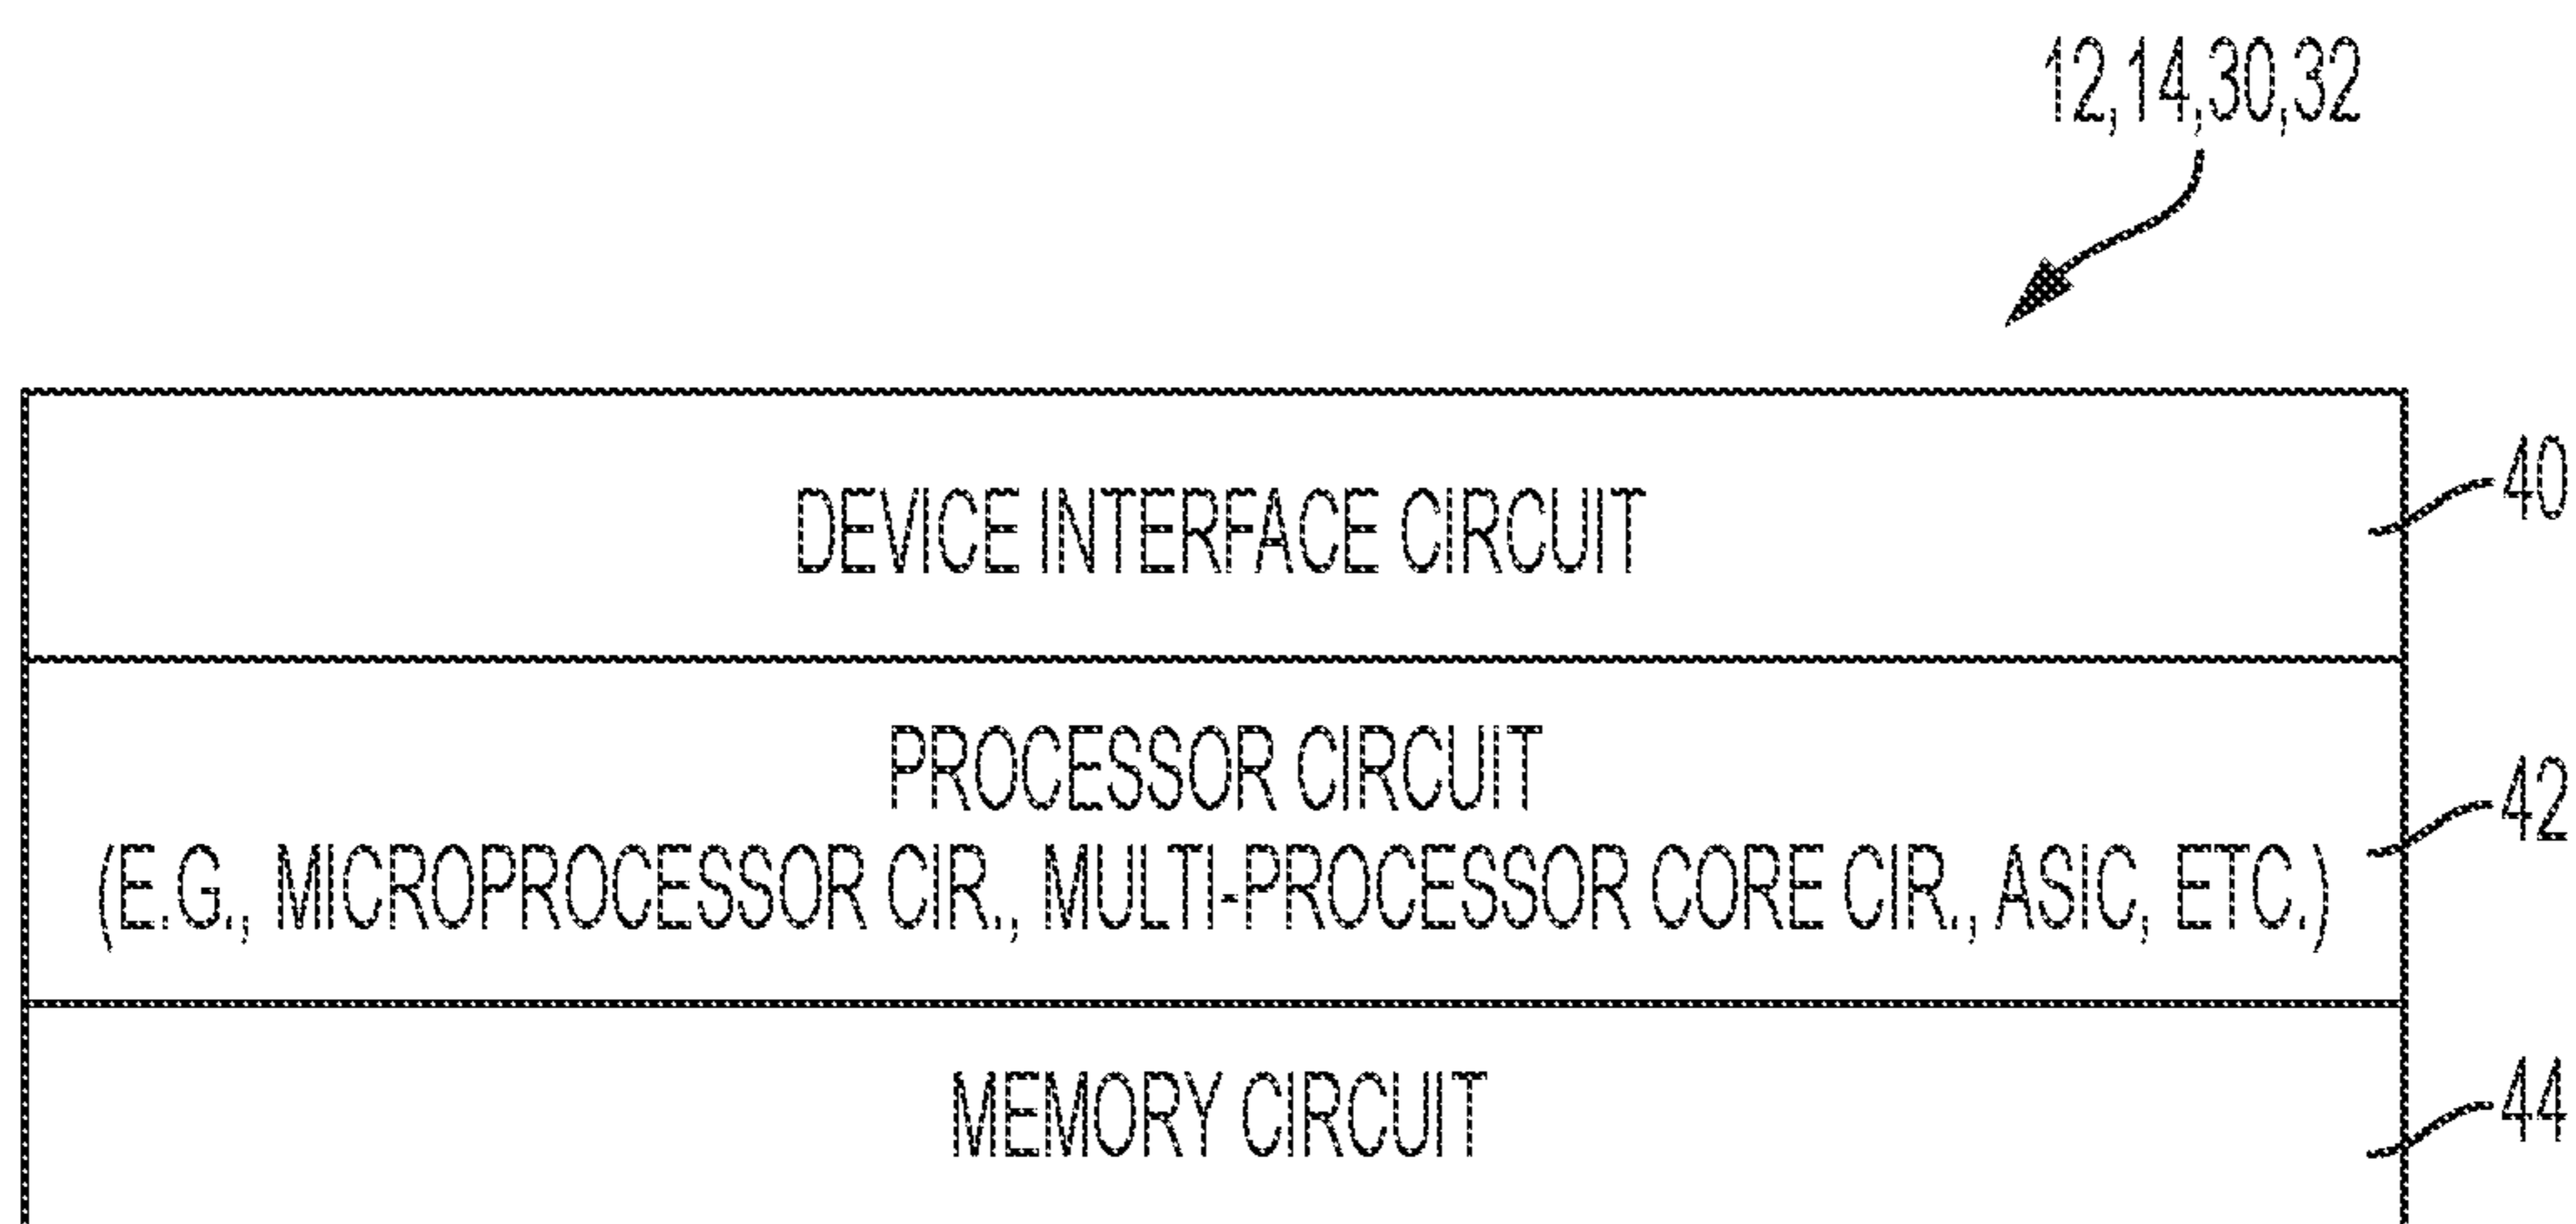 12,14,30,32
DEVICE INTERFACE CIRCUIT
40
PROCESSOR CIRCUIT
(E.G., MICROPROCESSOR CIR., MULTI-PROCESSOR CORE CIR., ASIC, ETC.)
42
MEMORY CIRCUIT
44